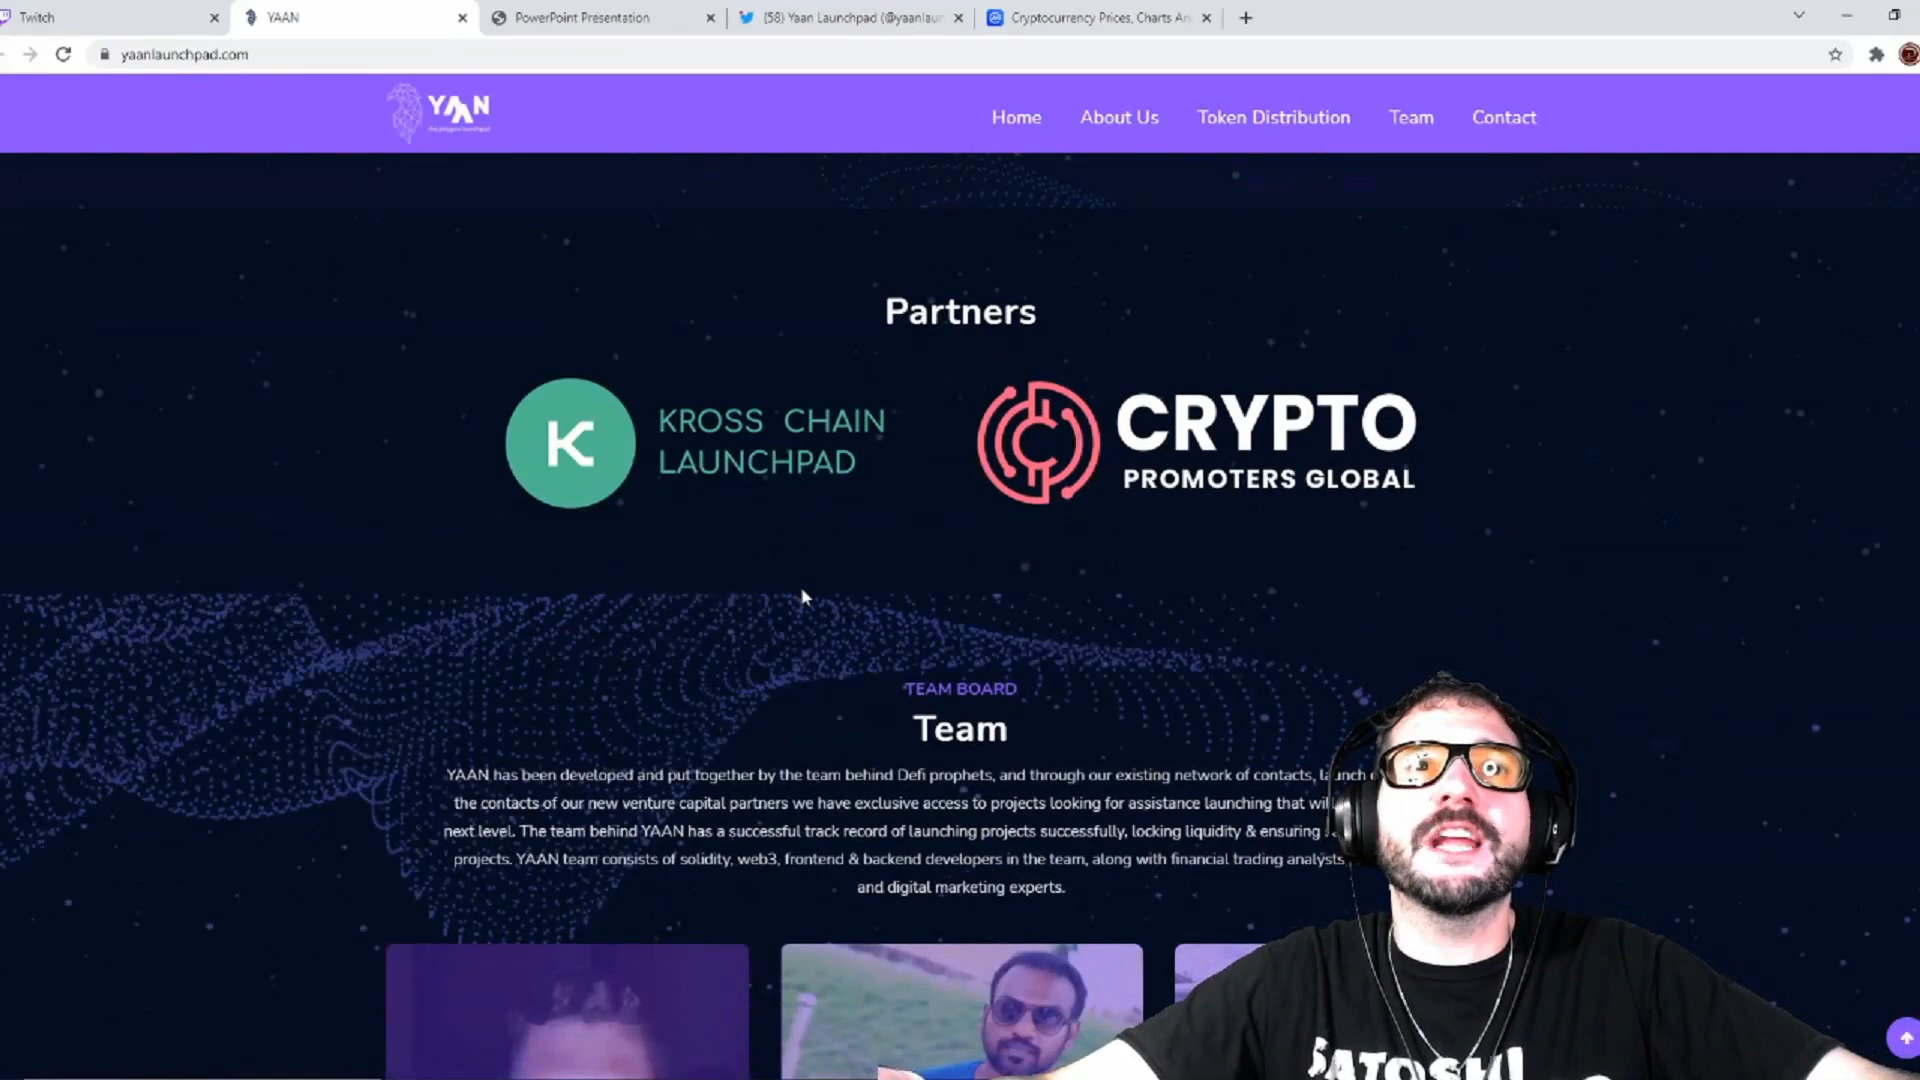 Twitch
YAAN
PowerPoint Presentation
(58) Yaan Launchpad (@yaanlaun
Cryptocurrency Prices, Charts An
yaanlaunchpad.com
YAAN
Home
About Us
Token Distribution
Team
Contact
Partners
K
KROSS CHAIN
LAUNCHPAD
CRYPTO
PROMOTERS GLOBAL
TEAM BOARD
Team
YAAN has been developed and put together by the team behind Defi prophets, and through our existing network of contacts, launch
the contacts of our new venture capital partners we have exclusive access to projects looking for assistance launching that wil
next level. The team behind YAAN has a successful track record of launching projects successfully, locking liquidity & ensuring
projects. YAAN team consists of solidity, web3, frontend & backend developers in the team, along with financial trading analysts
and digital marketing experts.
SATOSHI